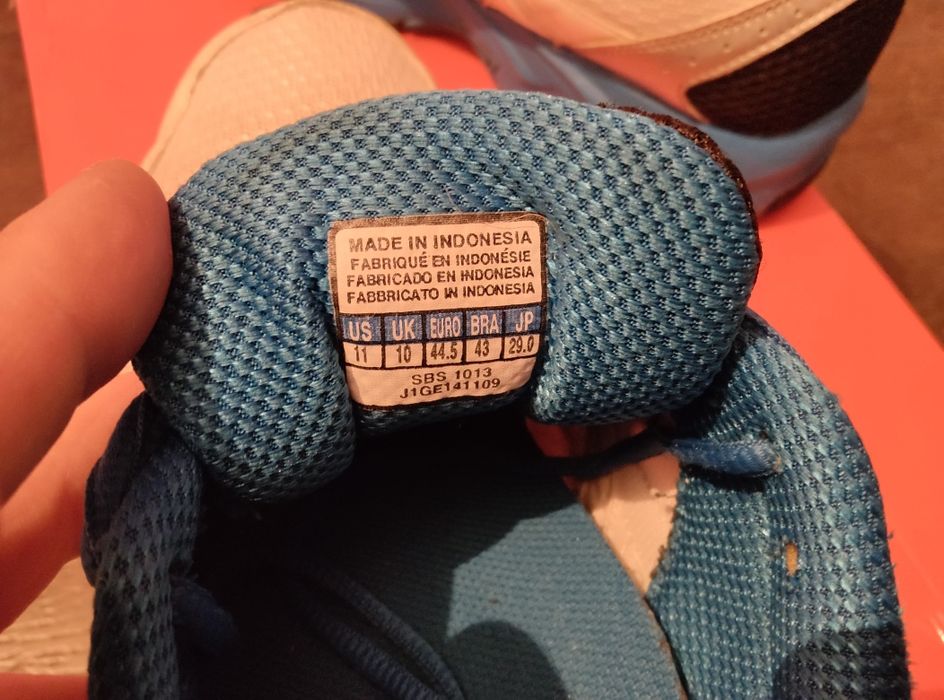 MADE IN INDONESIA
FABRIQUÉ EN INDONÉSIE
FABRICADO EN INDONESIA
FABBRICATO IN INDONESIA
US UK EURO BRA JP
11 10 44.5 43 29.0
SBS 1013
J1GE141109